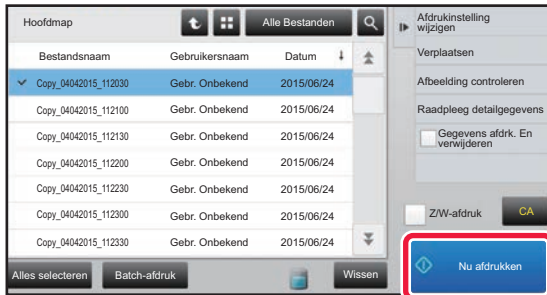 Hoofdmap
Alle Bestanden
Bestandsnaam Gebruikersnaam Datum
Copy_04042015_112030 Gebr. Onbekend 2015/06/24
Copy_04042015_112100 Gebr. Onbekend 2015/06/24
Copy_04042015_112130 Gebr. Onbekend 2015/06/24
Copy_04042015_112200 Gebr. Onbekend 2015/06/24
Copy_04042015_112230 Gebr. Onbekend 2015/06/24
Copy_04042015_112300 Gebr. Onbekend 2015/06/24
Copy_04042015_112330 Gebr. Onbekend 2015/06/24
Alles selecteren Batch-afdruk Wissen
Afdrukinstelling
wijzigen
Verplaatsen
Afbeelding controleren
Raadpleeg detailgegevens
Gegevens afdrk. En
verwijderen
Z/W-afdruk CA
Nu afdrukken